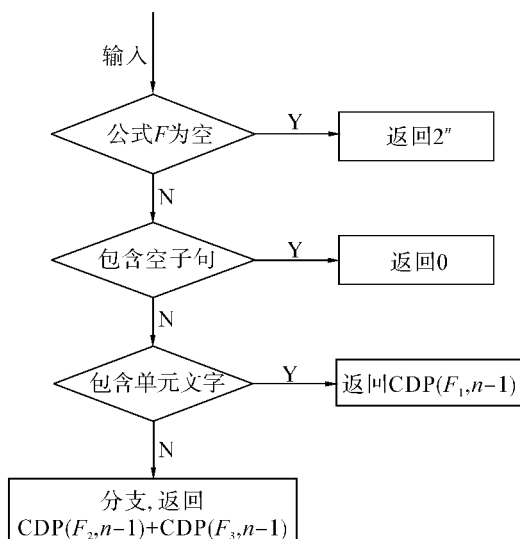 输入
公式F为空
Y
返回2ⁿ
N
包含空子句
Y
返回0
N
包含单元文字
Y
返回CDP(F₁,n−1)
N
分支,返回
CDP(F₂,n−1)+CDP(F₃,n−1)